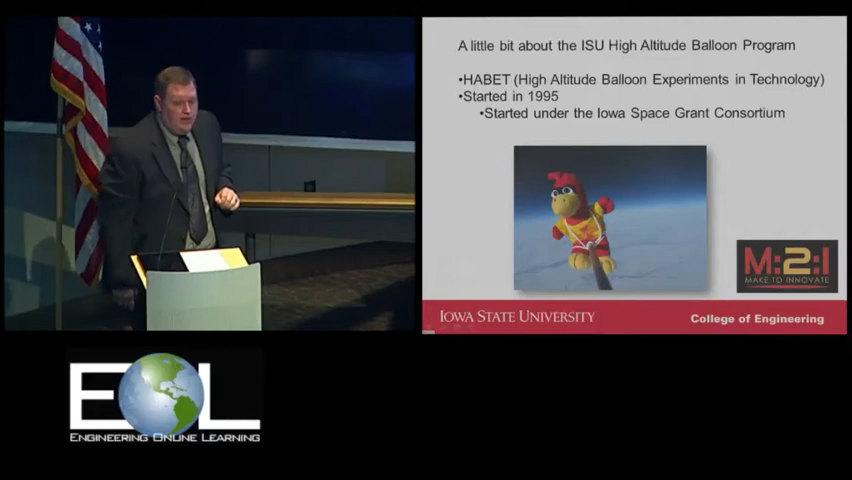 A little bit about the ISU High Altitude Balloon Program
•HABET (High Altitude Balloon Experiments in Technology)
•Started in 1995
•Started under the Iowa Space Grant Consortium
M:2:I
MAKE TO INNOVATE
IOWA STATE UNIVERSITY
College of Engineering
EOL
ENGINEERING ONLINE LEARNING